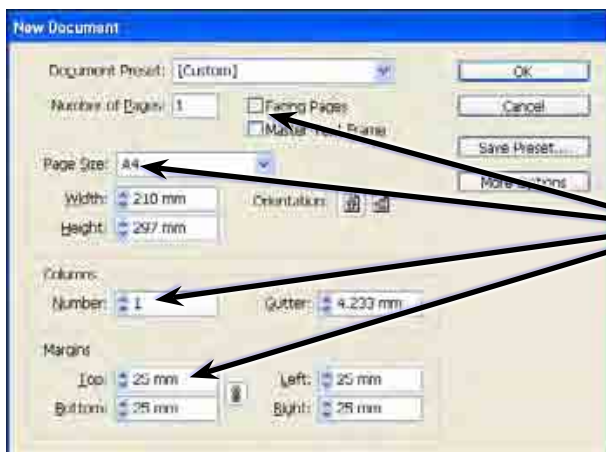 New Document
Document Preset: [Custom]
OK
Number of Pages: 1
Facing Pages
Cancel
Master Text Frame
Save Preset...
Page Size: A4
More Options
Width: 210 mm
Orientation:
Height: 297 mm
Columns
Number: 1
Gutter: 4.233 mm
Margins
Top: 25 mm
Left: 25 mm
Bottom: 25 mm
Right: 25 mm